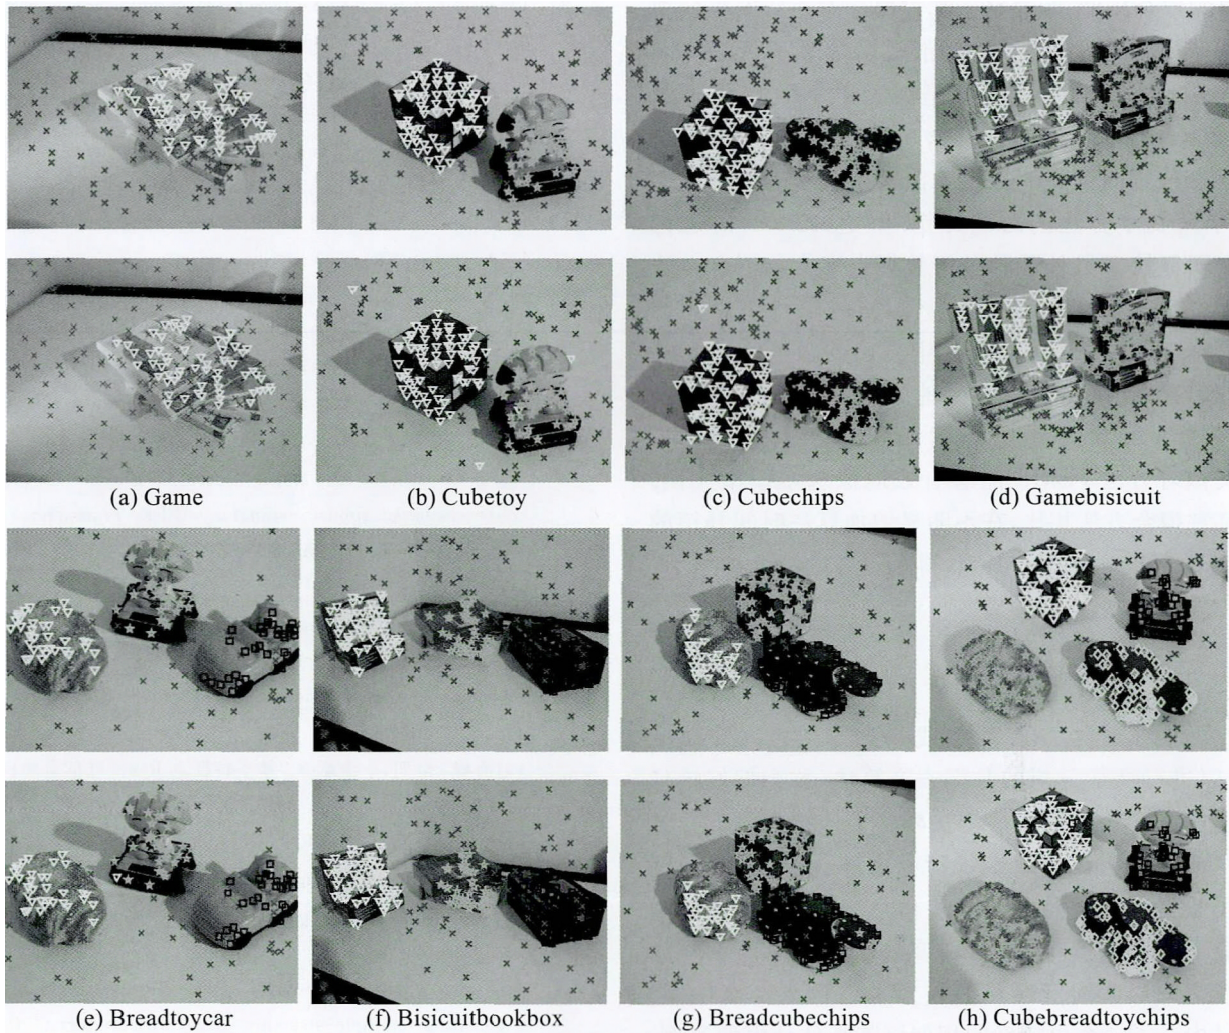 (a) Game
(b) Cubetoy
(c) Cubechips
(d) Gamebisicuit
(e) Breadtoycar
(f) Bisicuitbookbox
(g) Breadcubechips
(h) Cubebreadtoychips